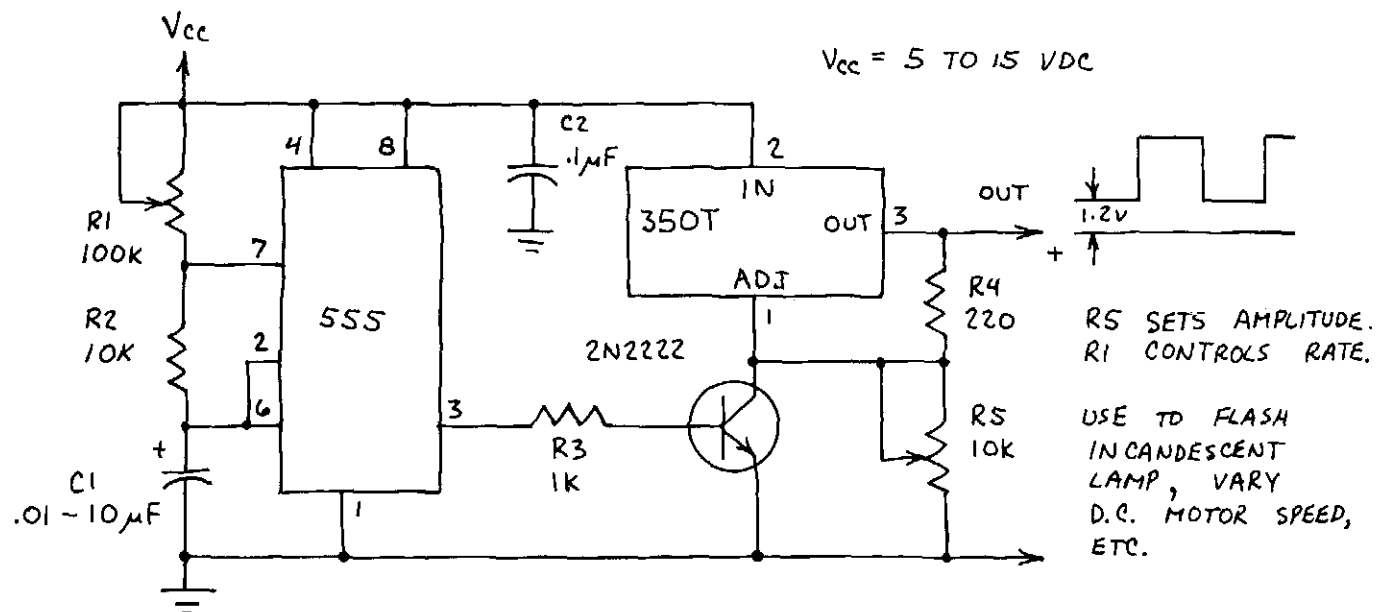 Vcc
Vcc = 5 TO 15 VDC
4
8
C2
.1µF
2
IN
350T
OUT
3
OUT
1.2V
+
R1
100K
7
ADJ
1
R4
220
R5 SETS AMPLITUDE.
R1 CONTROLS RATE.
R2
10K
555
2
6
3
2N2222
R3
1K
R5
10K
USE TO FLASH
INCANDESCENT
LAMP, VARY
D.C. MOTOR SPEED,
ETC.
+
C1
.01~10µF
1